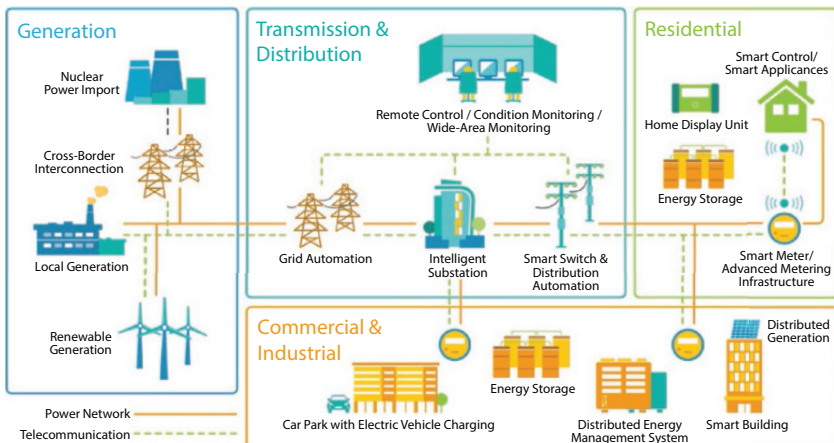 Generation
Nuclear
Power Import
Cross-Border
Interconnection
Local Generation
Renewable
Generation
Power Network
Telecommunication
Transmission &
Distribution
Remote Control / Condition Monitoring /
Wide-Area Monitoring
Grid Automation
Intelligent
Substation
Smart Switch &
Distribution
Automation
Residential
Smart Control/
Smart Applicances
Home Display Unit
Energy Storage
Smart Meter/
Advanced Metering
Infrastructure
Commercial &
Industrial
Car Park with Electric Vehicle Charging
Energy Storage
Distributed Energy
Management System
Distributed
Generation
Smart Building